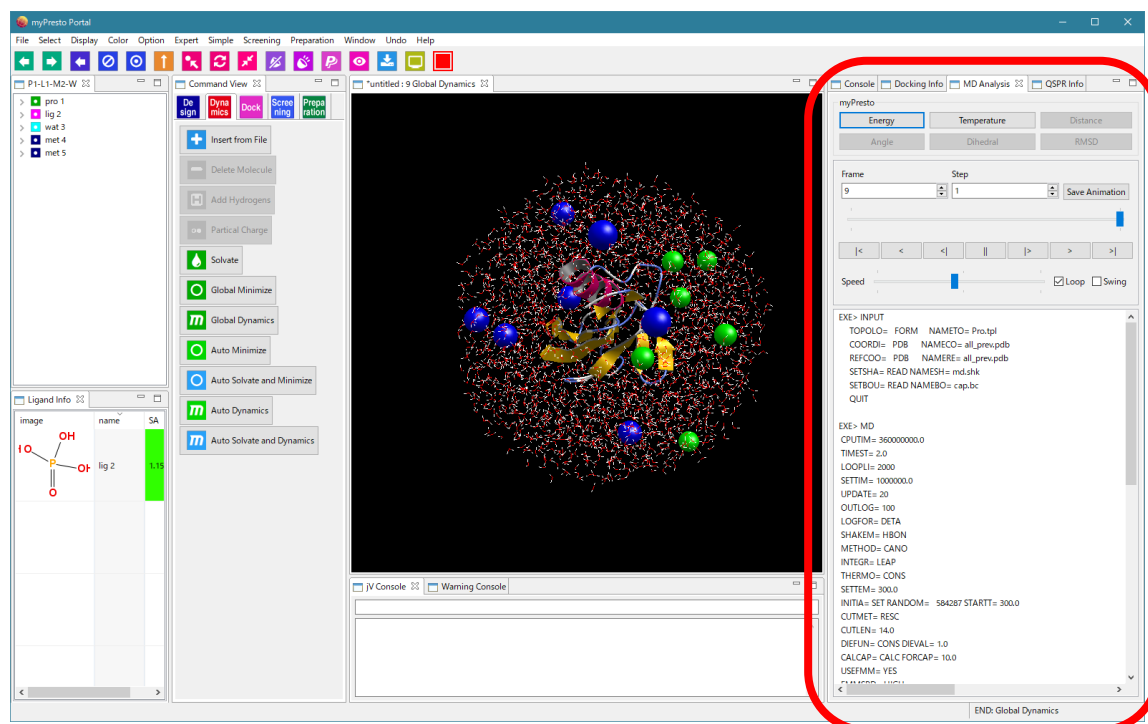 myPresto Portal
File Select Display Color Option Expert Simple Screening Preparation Window Undo Help
P1-L1-M2-W
pro 1
lig 2
wat 3
met 4
met 5
Ligand Info
image name SA
OH
HO
P
OH
O
lig 2
1.15
Command View
De sign
Dyna mics
Dock
Scree ning
Prepa ration
Insert from File
Delete Molecule
Add Hydrogens
Partical Charge
Solvate
Global Minimize
Global Dynamics
Auto Minimize
Auto Solvate and Minimize
Auto Dynamics
Auto Solvate and Dynamics
*untitled : 9 Global Dynamics
jV Console Warning Console
Console Docking Info MD Analysis QSPR Info
myPresto
Energy Temperature Distance
Angle Dihedral RMSD
Frame Step
9 1 Save Animation
|< < <| || |> > >|
Speed Loop Swing
EXE> INPUT
TOPOLO= FORM NAMETO= Pro.tpl
COORDI= PDB NAMECO= all_prev.pdb
REFCOO= PDB NAMERE= all_prev.pdb
SETSHA= READ NAMESH= md.shk
SETBOU= READ NAMEBO= cap.bc
QUIT
EXE> MD
CPUTIM= 360000000.0
TIMEST= 2.0
LOOPLI= 2000
SETTIM= 1000000.0
UPDATE= 20
OUTLOG= 100
LOGFOR= DETA
SHAKEM= HBON
METHOD= CANO
INTEGR= LEAP
THERMO= CONS
SETTEM= 300.0
INITIA= SET RANDOM= 584287 STARTT= 300.0
CUTMET= RESC
CUTLEN= 14.0
DIEFUN= CONS DIEVAL= 1.0
CALCAP= CALC FORCAP= 10.0
USEFMM= YES
END: Global Dynamics